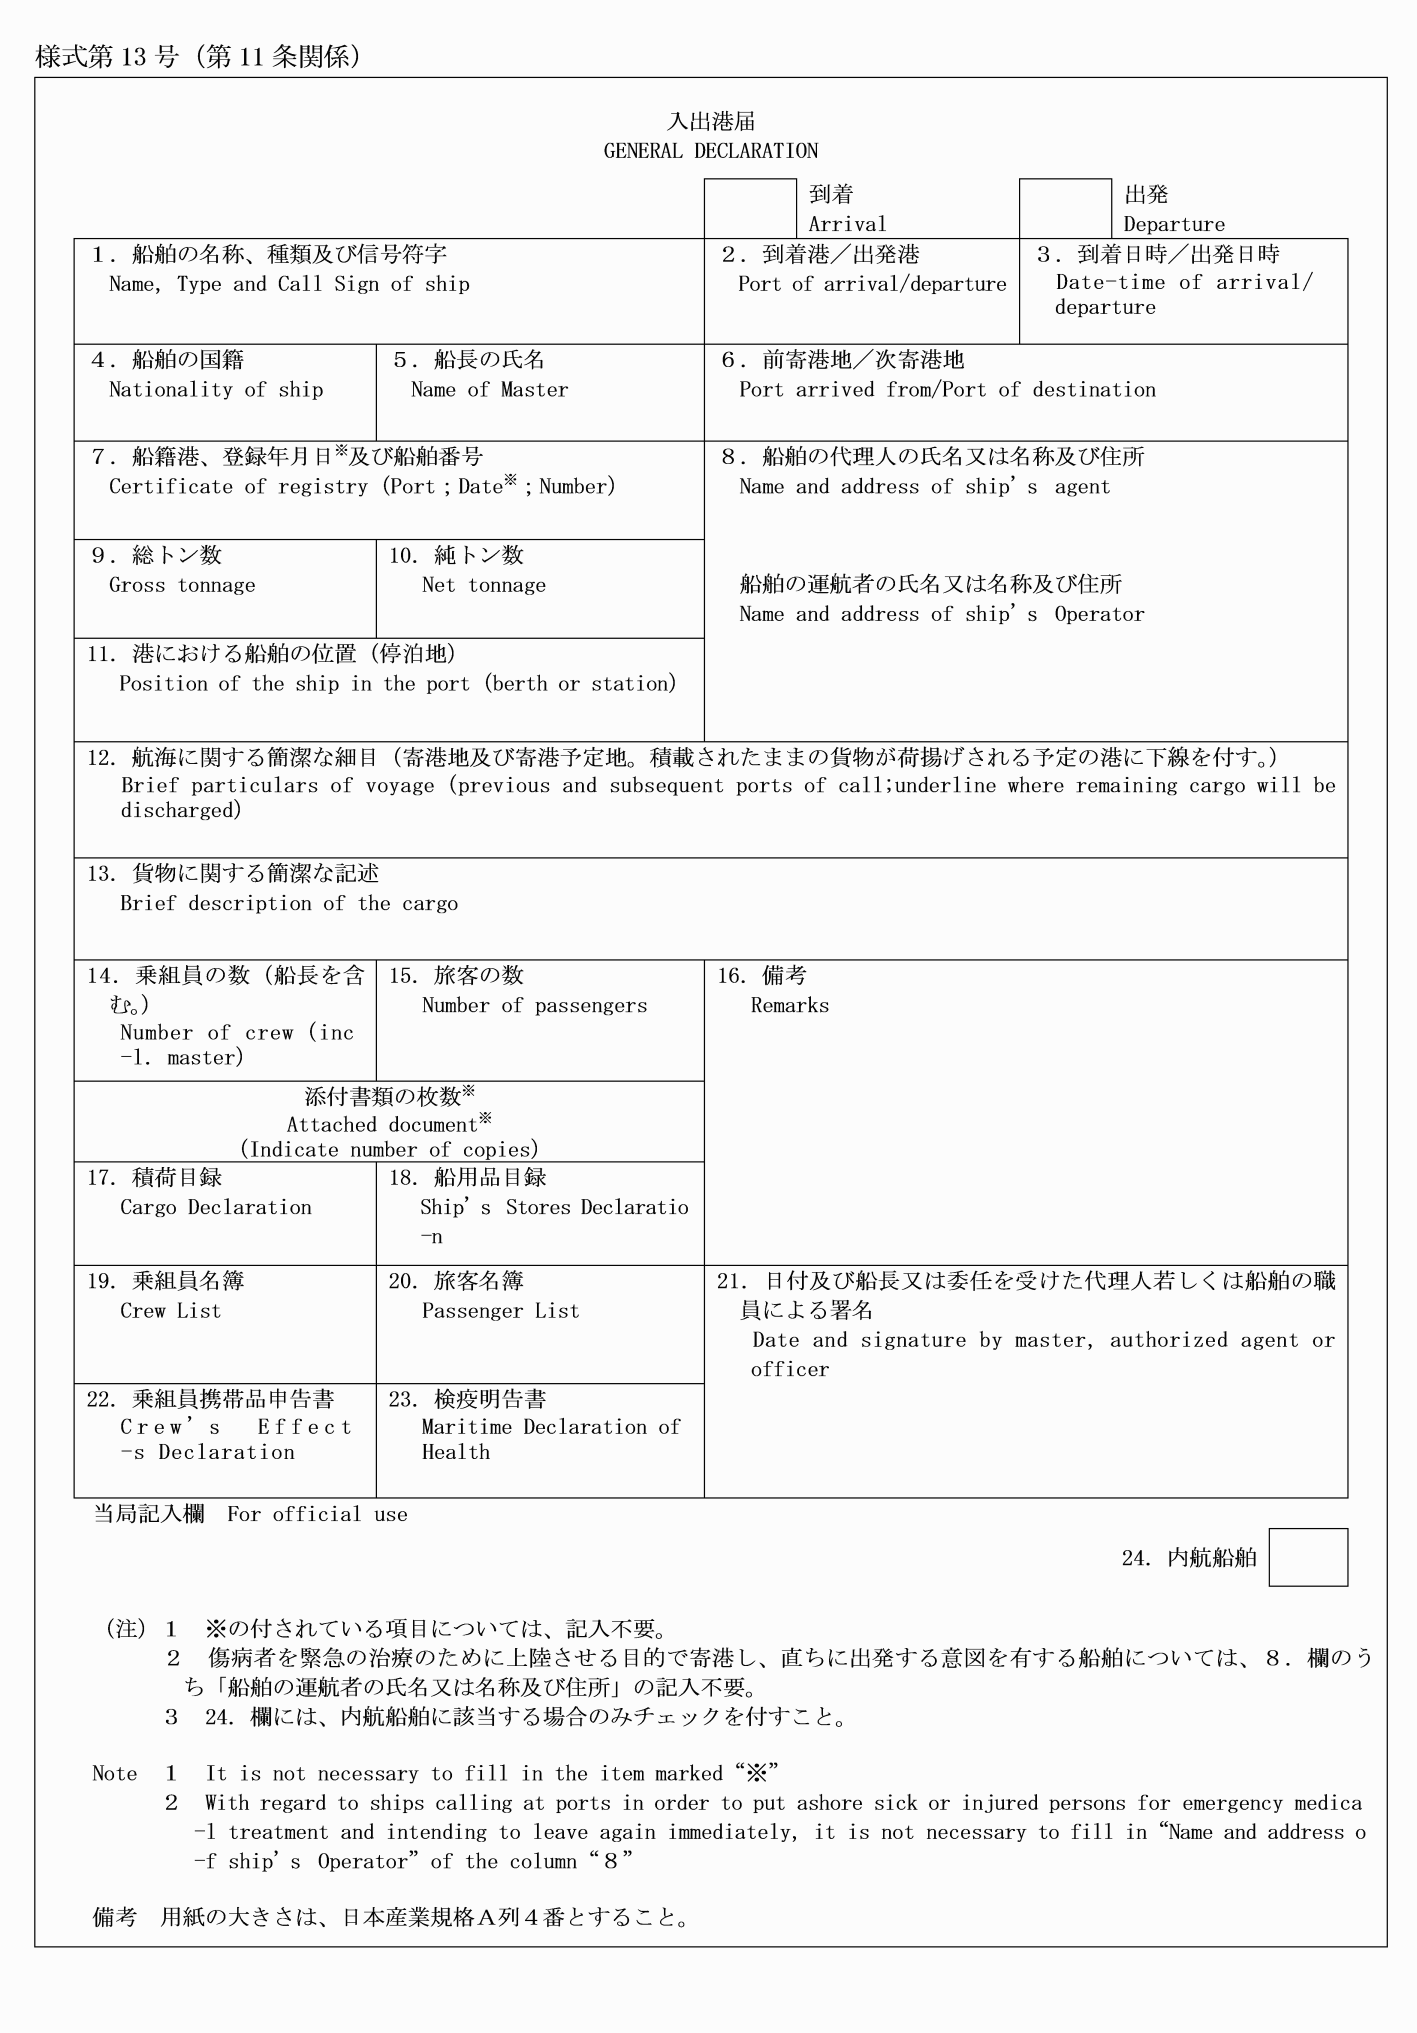 様式第 13 号（第 11 条関係）
入出港届
GENERAL DECLARATION
到着
Arrival
出発
Departure
１．船舶の名称、種類及び信号符字
Name, Type and Call Sign of ship
２．到着港／出発港
Port of arrival/departure
３．到着日時／出発日時
Date-time of arrival/
departure
４．船舶の国籍
Nationality of ship
５．船長の氏名
Name of Master
６．前寄港地／次寄港地
Port arrived from/Port of destination
７．船籍港、登録年月日※及び船舶番号
Certificate of registry (Port；Date※；Number)
８．船舶の代理人の氏名又は名称及び住所
Name and address of ship’s agent
９．総トン数
Gross tonnage
10．純トン数
Net tonnage
船舶の運航者の氏名又は名称及び住所
Name and address of ship’s Operator
11．港における船舶の位置（停泊地）
Position of the ship in the port (berth or station)
12．航海に関する簡潔な細目（寄港地及び寄港予定地。積載されたままの貨物が荷揚げされる予定の港に下線を付す。）
Brief particulars of voyage (previous and subsequent ports of call;underline where remaining cargo will be
discharged)
13．貨物に関する簡潔な記述
Brief description of the cargo
14．乗組員の数（船長を含
む。）
Number of crew (inc
-l. master)
15．旅客の数
Number of passengers
16．備考
Remarks
添付書類の枚数※
Attached document※
(Indicate number of copies)
17．積荷目録
Cargo Declaration
18．船用品目録
Ship’s Stores Declaratio
-n
19．乗組員名簿
Crew List
20．旅客名簿
Passenger List
21．日付及び船長又は委任を受けた代理人若しくは船舶の職
員による署名
Date and signature by master, authorized agent or
officer
22．乗組員携帯品申告書
Crew’s Effect
-s Declaration
23．検疫明告書
Maritime Declaration of
Health
当局記入欄　For official use
24．内航船舶
（注）１　※の付されている項目については、記入不要。
２　傷病者を緊急の治療のために上陸させる目的で寄港し、直ちに出発する意図を有する船舶については、８．欄のう
ち「船舶の運航者の氏名又は名称及び住所」の記入不要。
３　24．欄には、内航船舶に該当する場合のみチェックを付すこと。
Note　１　It is not necessary to fill in the item marked “※”
２　With regard to ships calling at ports in order to put ashore sick or injured persons for emergency medica
-l treatment and intending to leave again immediately, it is not necessary to fill in “Name and address o
-f ship’s Operator” of the column “８”
備考　用紙の大きさは、日本産業規格Ａ列４番とすること。